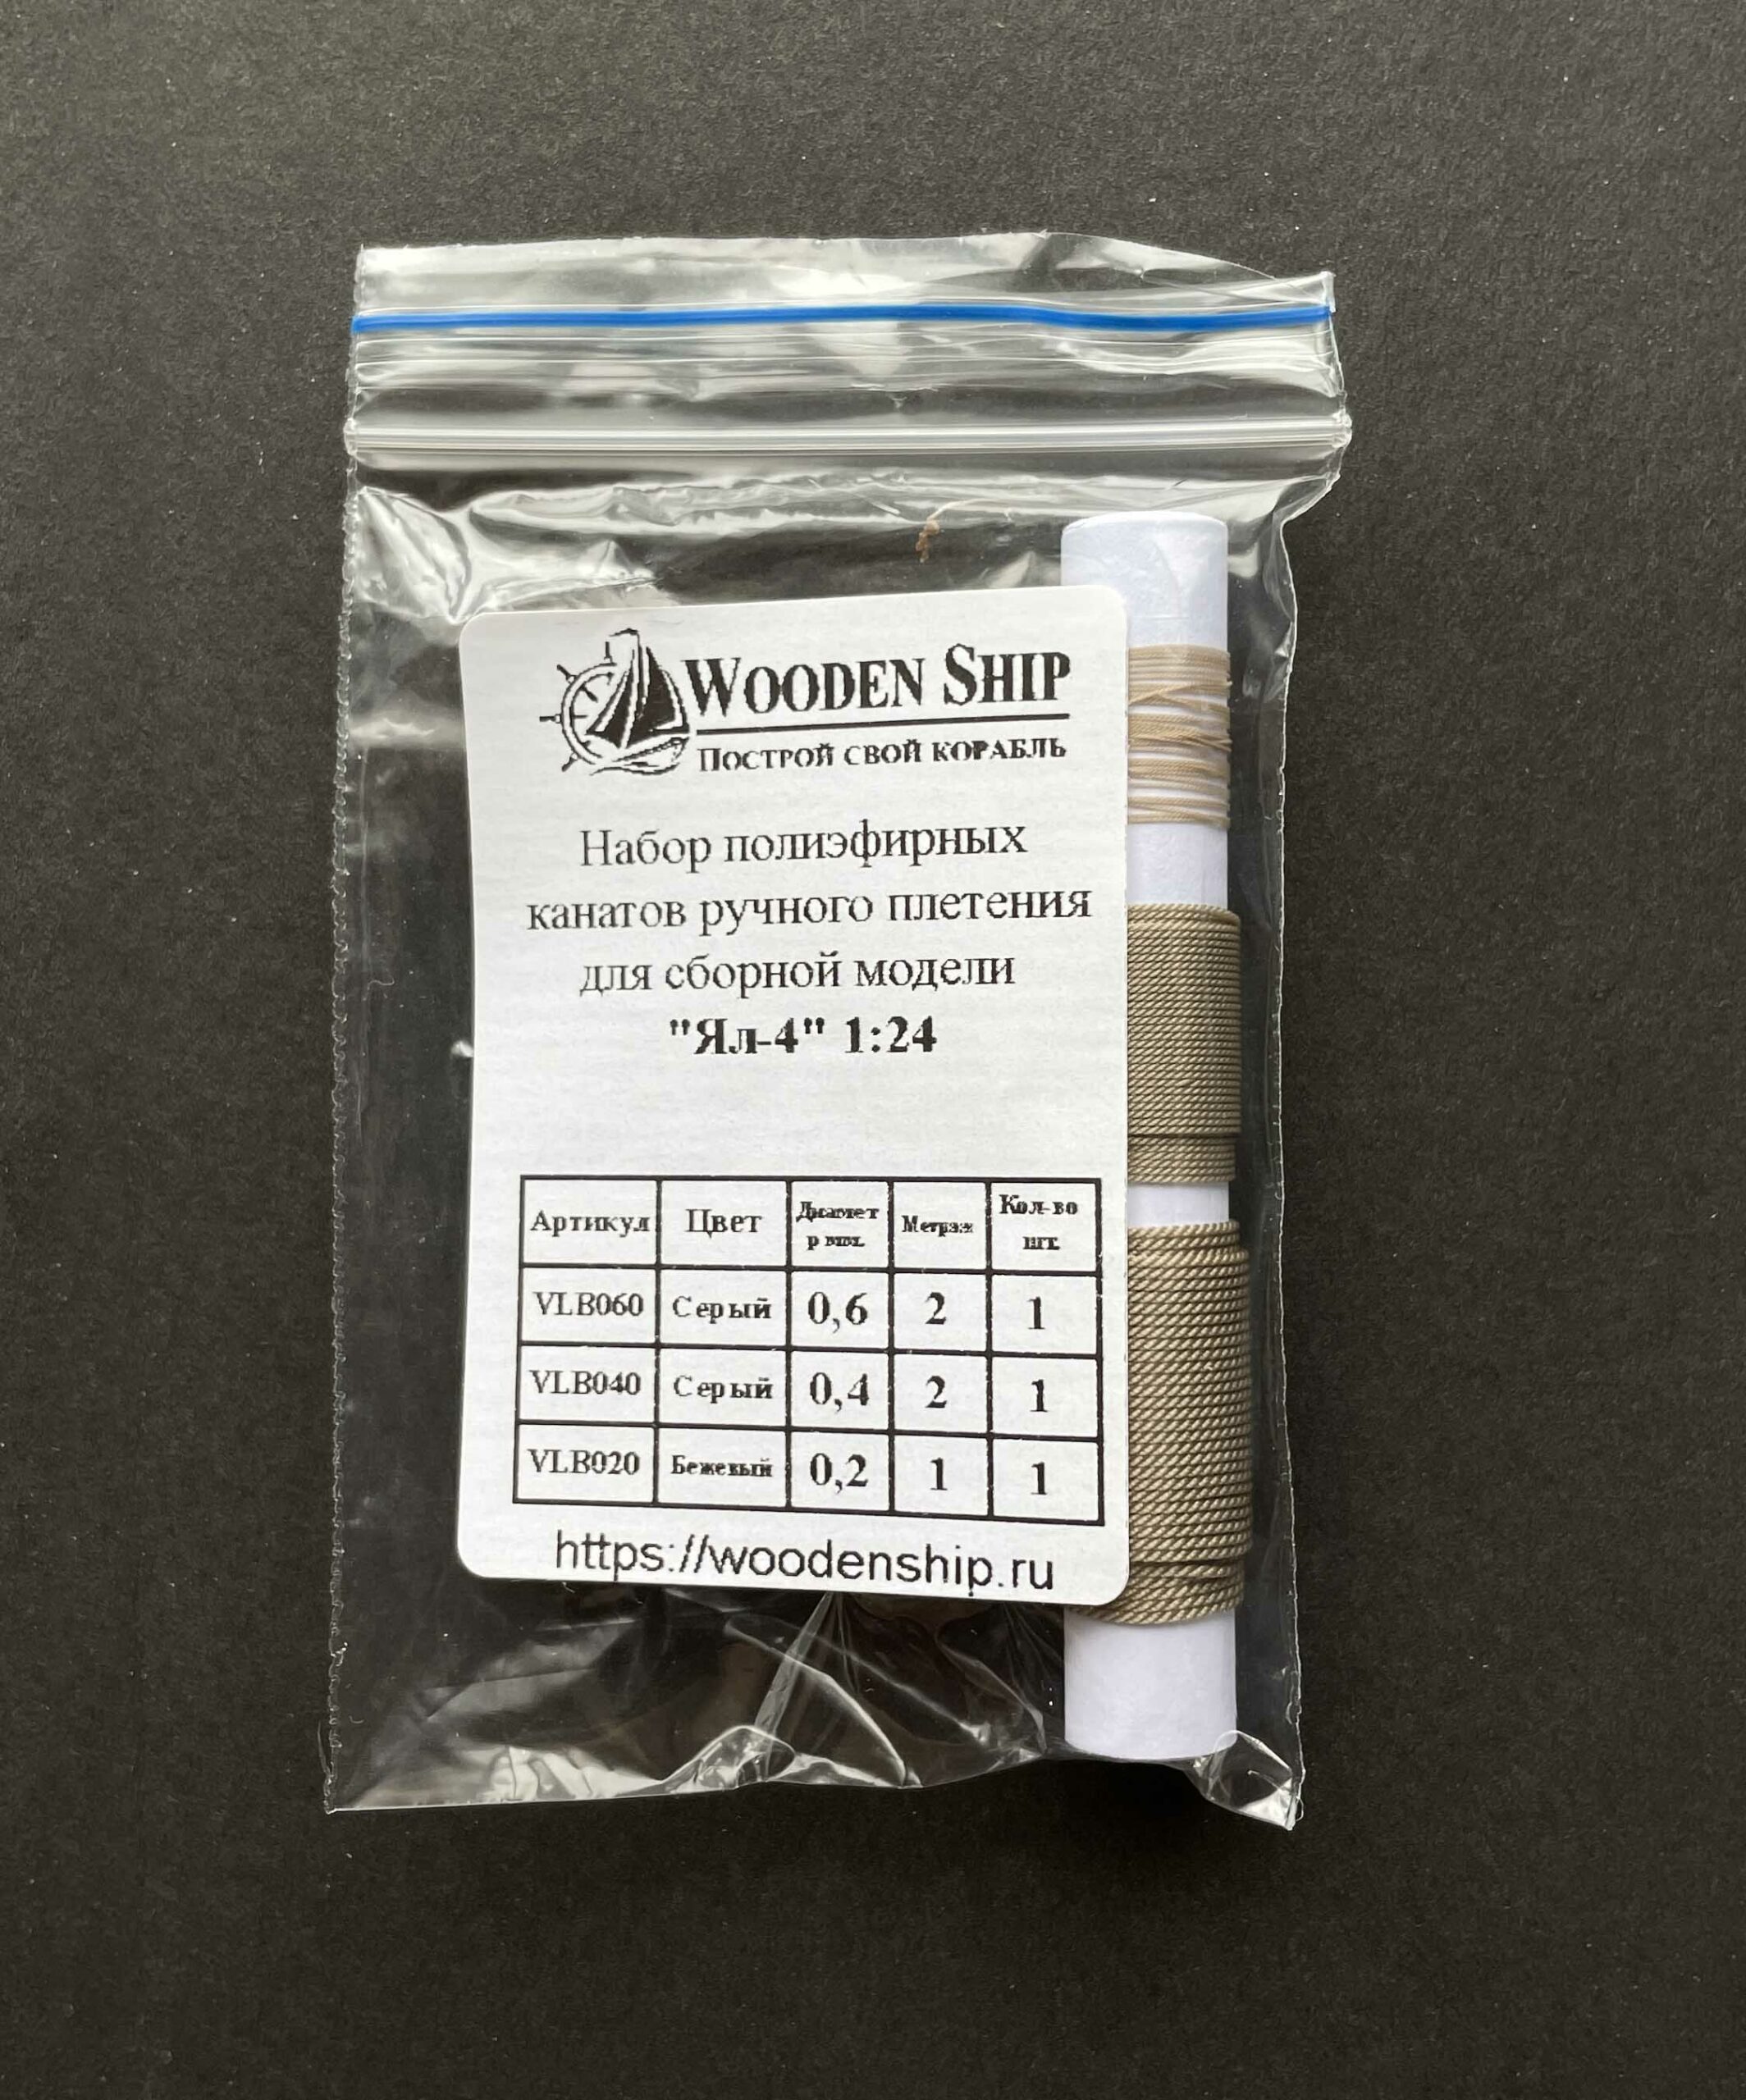 WOODEN SHIP
ПОСТРОЙ СВОЙ КОРАБЛЬ
Набор полиэфирных
канатов ручного плетения
для сборной модели
"Ял-4" 1:24
Артикул Цвет Диаметр мм. Метраж Кол-во шт.
VLB060 Серый 0,6 2 1
VLB040 Серый 0,4 2 1
VLB020 Бежевый 0,2 1 1
https://woodenship.ru